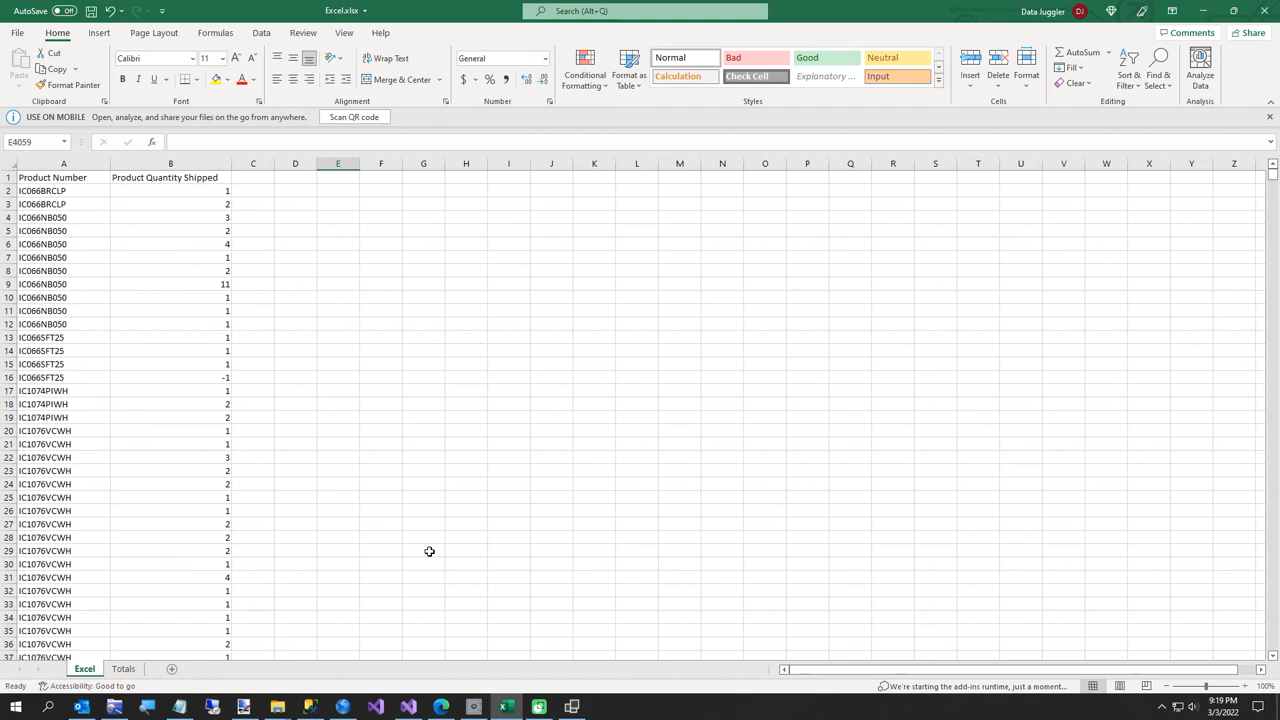 AutoSave Off Excel.xlsx Search (Alt+Q) Data Juggler DJ
File Home Insert Page Layout Formulas Data Review View Help Comments Share
Paste Cut Copy Format Painter Clipboard
Calibri 11 Font
Wrap Text Merge & Center Alignment
General Number
Conditional Formatting Format as Table
Normal Bad Good Neutral
Calculation Check Cell Explanatory ... Input
Styles
Insert Delete Format Cells
AutoSum Fill Clear Sort & Filter Find & Select Editing
Analyze Data Analysis
USE ON MOBILE Open, analyze, and share your files on the go from anywhere. Scan QR code
E4059 fx
A B C D E F G H I J K L M N O P Q R S T U V W X Y Z
1 Product Number Product Quantity Shipped
2 IC066BRCLP 1
3 IC066BRCLP 2
4 IC066NB050 3
5 IC066NB050 2
6 IC066NB050 4
7 IC066NB050 1
8 IC066NB050 2
9 IC066NB050 11
10 IC066NB050 1
11 IC066NB050 1
12 IC066NB050 1
13 IC066SFT25 1
14 IC066SFT25 1
15 IC066SFT25 1
16 IC066SFT25 -1
17 IC1074PIWH 1
18 IC1074PIWH 2
19 IC1074PIWH 2
20 IC1076VCWH 1
21 IC1076VCWH 1
22 IC1076VCWH 3
23 IC1076VCWH 2
24 IC1076VCWH 2
25 IC1076VCWH 1
26 IC1076VCWH 1
27 IC1076VCWH 2
28 IC1076VCWH 2
29 IC1076VCWH 2
30 IC1076VCWH 1
31 IC1076VCWH 4
32 IC1076VCWH 1
33 IC1076VCWH 1
34 IC1076VCWH 1
35 IC1076VCWH 1
36 IC1076VCWH 2
37 IC1076VCWH 1
Excel Totals
Ready Accessibility: Good to go We're starting the add-ins runtime, just a moment... 100%
9:19 PM
3/3/2022